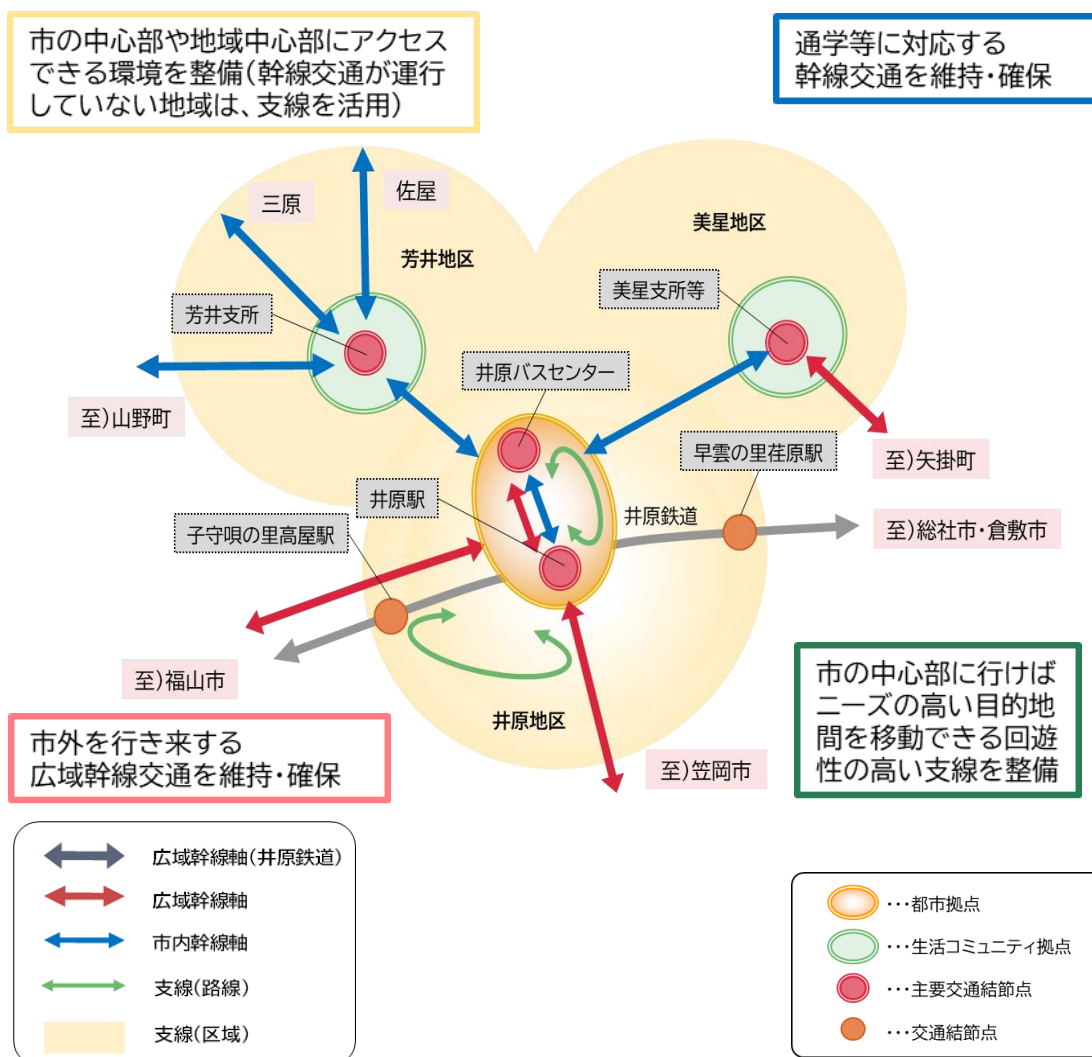 市の中心部や地域中心部にアクセス
できる環境を整備(幹線交通が運行
していない地域は、支線を活用)
通学等に対応する
幹線交通を維持・確保
三原
佐屋
芳井地区
美星地区
芳井支所
美星支所等
井原バスセンター
至)山野町
早雲の里荏原駅
至)矢掛町
井原駅
井原鉄道
子守唄の里高屋駅
至)総社市・倉敷市
至)福山市
井原地区
至)笠岡市
市外を行き来する
広域幹線交通を維持・確保
市の中心部に行けば
ニーズの高い目的地
間を移動できる回遊
性の高い支線を整備
広域幹線軸(井原鉄道)
広域幹線軸
市内幹線軸
支線(路線)
支線(区域)
・・・都市拠点
・・・生活コミュニティ拠点
・・・主要交通結節点
・・・交通結節点